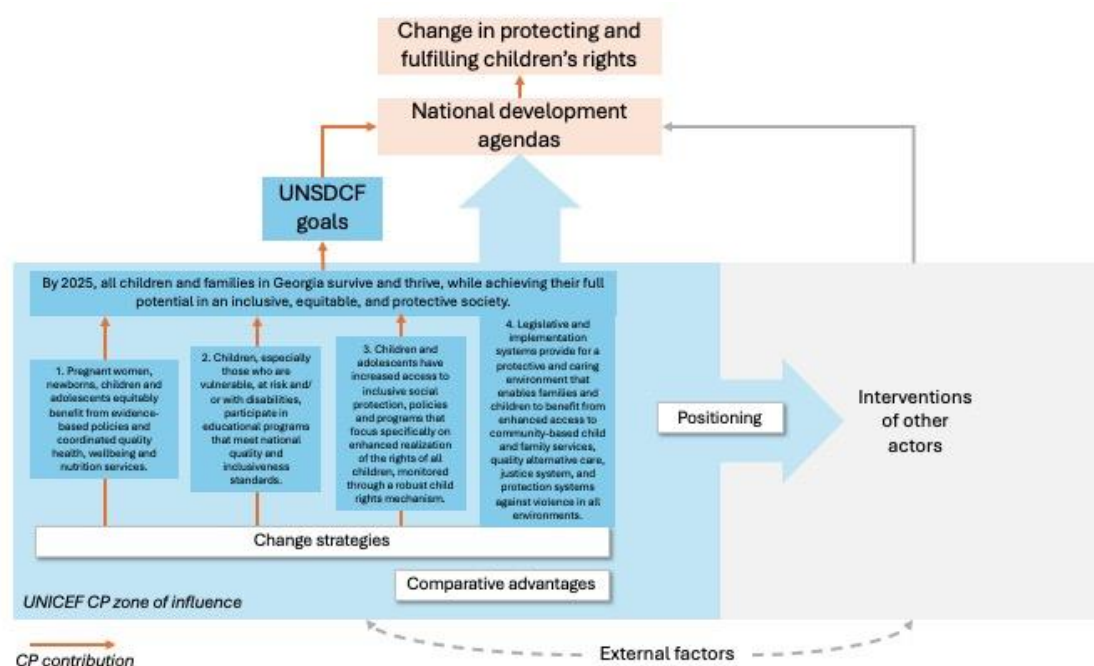 Change in protecting and
fulfilling children's rights
National development
agendas
UNSDCF
goals
By 2025, all children and families in Georgia survive and thrive, while achieving their full
potential in an inclusive, equitable, and protective society.
1. Pregnant women,
newborns, children and
adolescents equitably
benefit from evidence-
based policies and
coordinated quality
health, wellbeing and
nutrition services.
2. Children, especially
those who are
vulnerable, at risk and/
or with disabilities,
participate in
educational programs
that meet national
quality and
inclusiveness
standards.
3. Children and
adolescents have
increased access to
inclusive social
protection, policies
and programs that
focus specifically on
enhanced realization
of the rights of all
children, monitored
through a robust child
rights mechanism.
4. Legislative and
implementation
systems provide for a
protective and caring
environment that
enables families and
children to benefit from
enhanced access to
community-based child
and family services,
quality alternative care,
justice system, and
protection systems
against violence in all
environments.
Positioning
Interventions
of other
actors
Change strategies
Comparative advantages
UNICEF CP zone of influence
External factors
CP contribution